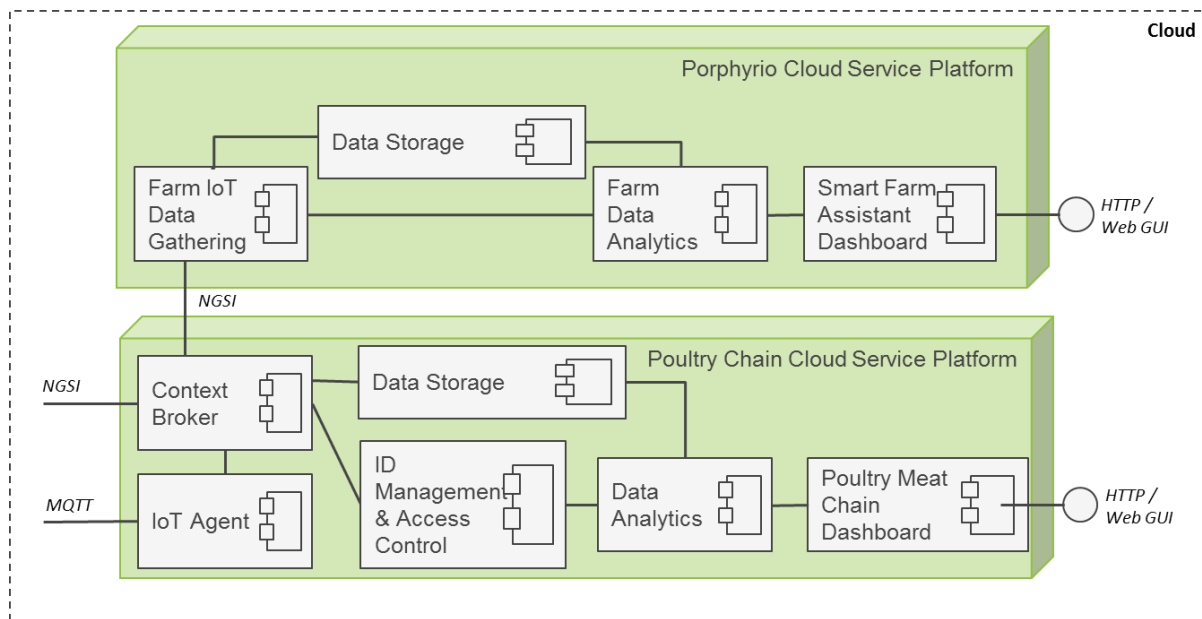 Cloud
Porphyrio Cloud Service Platform
Data Storage
Farm IoT
Data
Gathering
Farm
Data
Analytics
Smart Farm
Assistant
Dashboard
HTTP /
Web GUI
NGSI
Poultry Chain Cloud Service Platform
NGSI
Context
Broker
Data Storage
MQTT
IoT Agent
ID
Management
& Access
Control
Data
Analytics
Poultry Meat
Chain
Dashboard
HTTP /
Web GUI